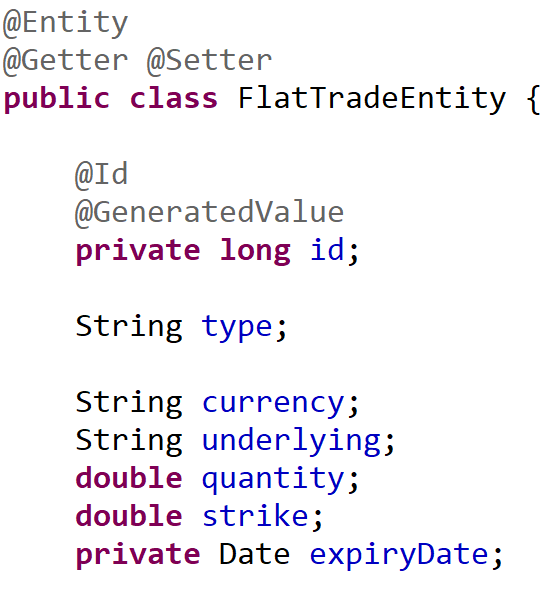 @Entity
@Getter @Setter
public class FlatTradeEntity {
@Id
@GeneratedValue
private long id;
String type;
String currency;
String underlying;
double quantity;
double strike;
private Date expiryDate;